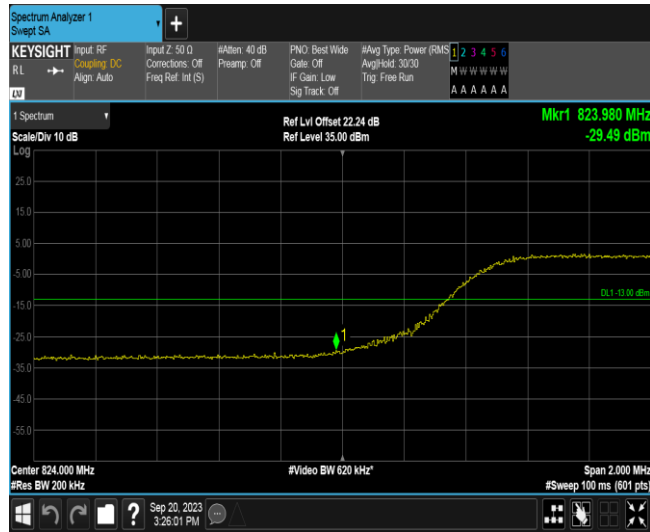 Spectrum Analyzer 1
Swept SA
+
KEYSIGHT
R L
LXI
Input: RF
Coupling: DC
Align: Auto
Input Z: 50 Ω
Corrections: Off
Freq Ref: Int (S)
#Atten: 40 dB
Preamp: Off
PNO: Best Wide
Gate: Off
IF Gain: Low
Sig Track: Off
#Avg Type: Power (RMS
Avg|Hold: 30/30
Trig: Free Run
1 2 3 4 5 6
M W W W W W
A A A A A A
1 Spectrum
Scale/Div 10 dB
Log
Ref Lvl Offset 22.24 dB
Ref Level 35.00 dBm
Mkr1 823.980 MHz
-29.49 dBm
25.0
15.0
5.00
-5.00
-15.0
-25.0
-35.0
-45.0
-55.0
DL1 -13.00 dBm
1
Center 824.000 MHz
#Res BW 200 kHz
#Video BW 620 kHz*
Span 2.000 MHz
#Sweep 100 ms (601 pts)
?
Sep 20, 2023
3:26:01 PM